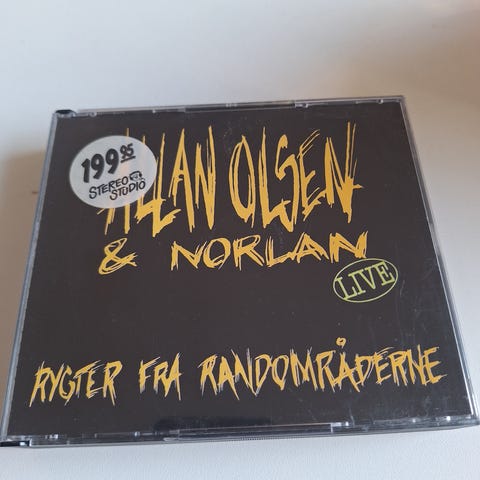 199 95
STEREO STUDIO
ALLAN OLSEN
& NORLAN
LIVE
RYGTER FRA RANDOMRÅDERNE